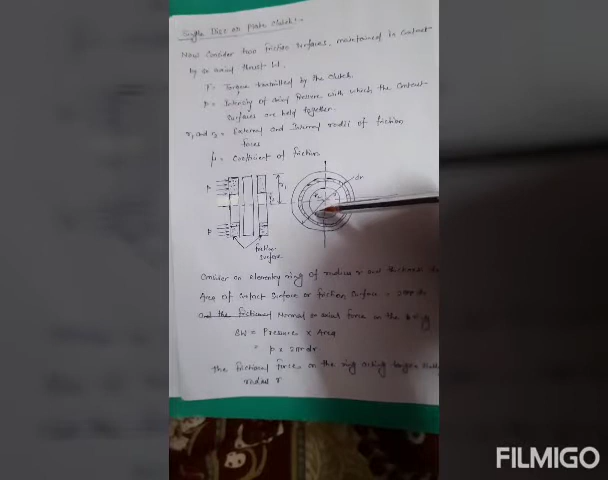 Single Disc or Plate Clutch:-
Now Consider two friction surfaces, maintained in contact
by an axial thrust W.
T = Torque transmitted by the clutch.
p = Intensity of axial Pressure with which the Contact
surfaces are held together.
r1 and r2 = External and Internal radii of friction
faces
μ = Coefficient of friction
p
r1
dr
r
p
friction
surface
Consider an elementry ring of radius r and thickness
Area of contact surface or friction surface = 2πr dr
And the frictional Normal or axial force on the ring
δW = Pressure x Area
= p x 2πr dr
the frictional force on the ring acting
radius r
FILMIGO